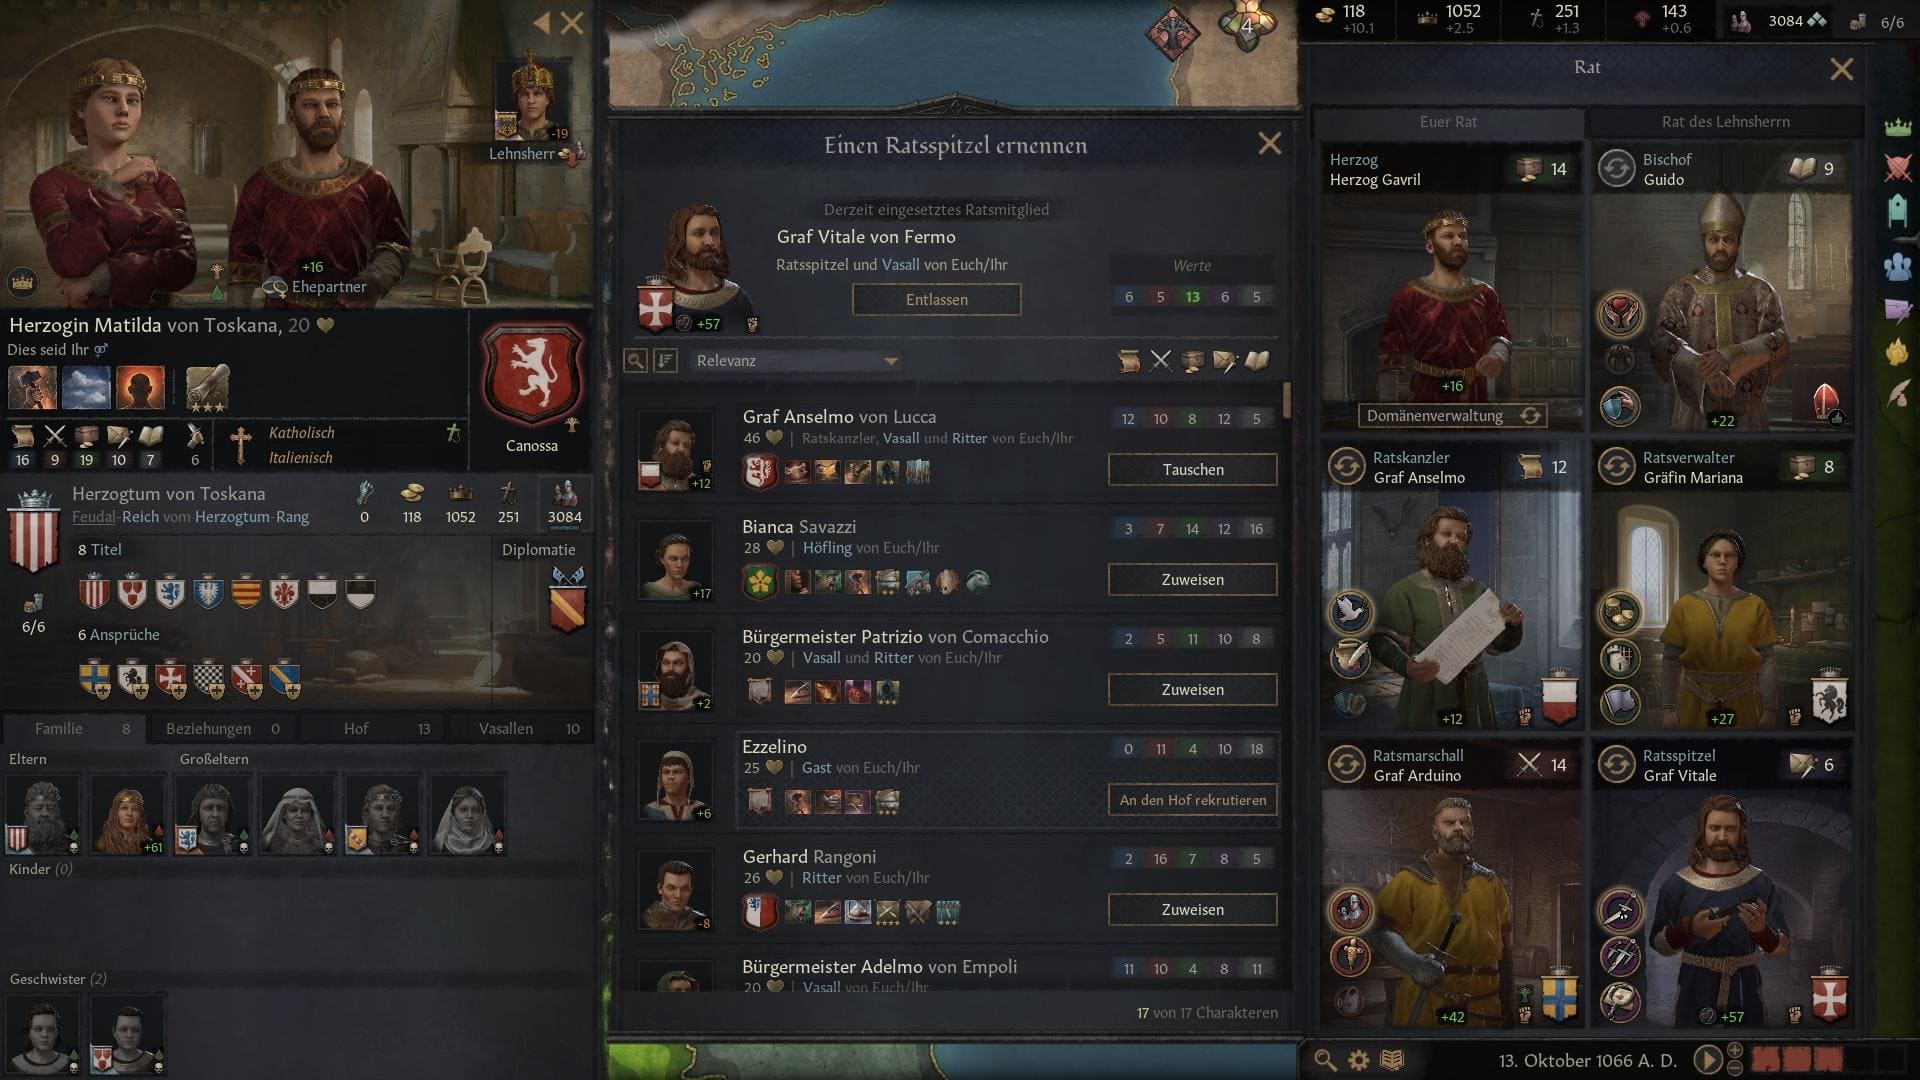 -19
Lehnsherr
+16
Ehepartner
Herzogin Matilda von Toskana, 20
Dies seid Ihr
Canossa
16 9 19 10 7 6
Katholisch
Italienisch
Herzogtum von Toskana
Feudal-Reich vom Herzogtum-Rang
0 118 1052 251 3084
8 Titel
Diplomatie
6/6
6 Ansprüche
Familie 8
Beziehungen 0
Hof 13
Vasallen 10
Eltern
Großeltern
+61
Kinder (0)
Geschwister (2)
4
Einen Ratsspitzel ernennen
Derzeit eingesetztes Ratsmitglied
Graf Vitale von Fermo
Ratsspitzel und Vasall von Euch/Ihr
Entlassen
+57
Werte
6 5 13 6 5
Relevanz
Graf Anselmo von Lucca
46 | Ratskanzler, Vasall und Ritter von Euch/Ihr
+12
12 10 8 12 5
Tauschen
Bianca Savazzi
28 | Höfling von Euch/Ihr
+17
3 7 14 12 16
Zuweisen
Bürgermeister Patrizio von Comacchio
20 | Vasall und Ritter von Euch/Ihr
+2
2 5 11 10 8
Zuweisen
Ezzelino
25 | Gast von Euch/Ihr
+6
0 11 4 10 18
An den Hof rekrutieren
Gerhard Rangoni
26 | Ritter von Euch/Ihr
-8
2 16 7 8 5
Zuweisen
Bürgermeister Adelmo von Empoli
20 | Vasall von Euch/Ihr
11 10 4 8 11
17 von 17 Charakteren
118 +10.1
1052 +2.5
251 +1.3
143 +0.6
3084
6/6
Rat
Euer Rat
Rat des Lehnsherrn
Herzog
Herzog Gavril
14
+16
Domänenverwaltung
Bischof
Guido
9
+22
Ratskanzler
Graf Anselmo
12
+12
Ratsverwalter
Gräfin Mariana
8
+27
Ratsmarschall
Graf Arduino
14
+42
Ratsspitzel
Graf Vitale
6
+57
13. Oktober 1066 A. D.